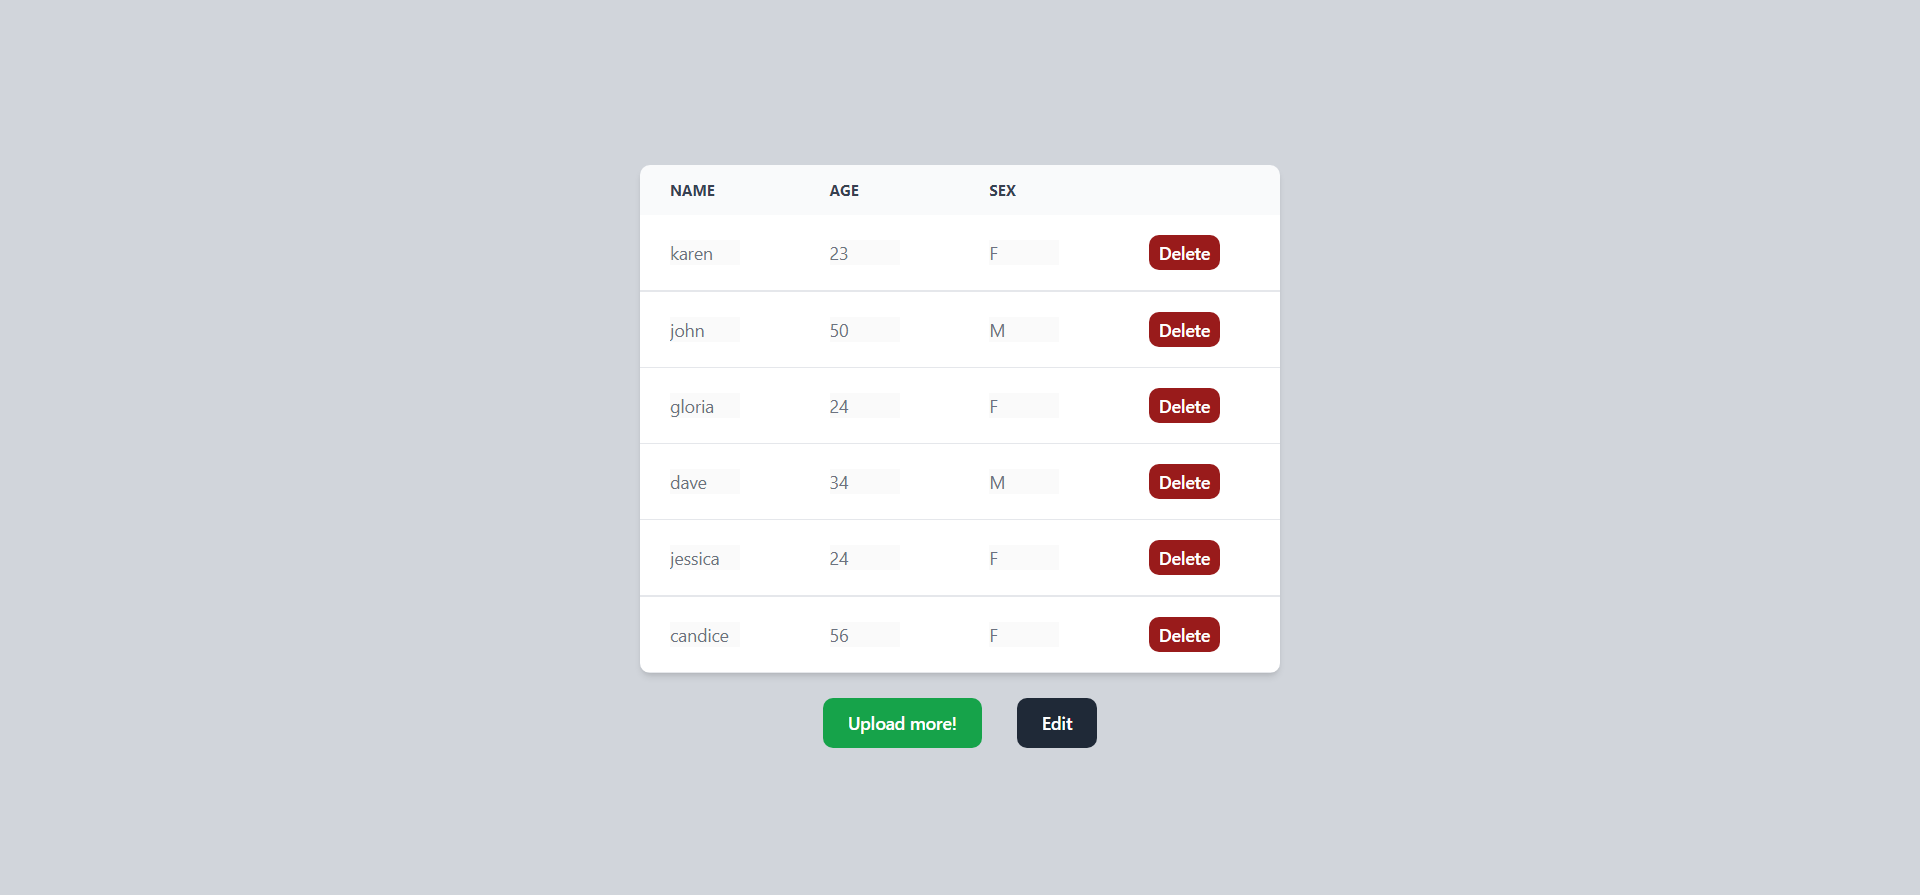 NAME AGE SEX
karen 23 F Delete
john 50 M Delete
gloria 24 F Delete
dave 34 M Delete
jessica 24 F Delete
candice 56 F Delete
Upload more! Edit